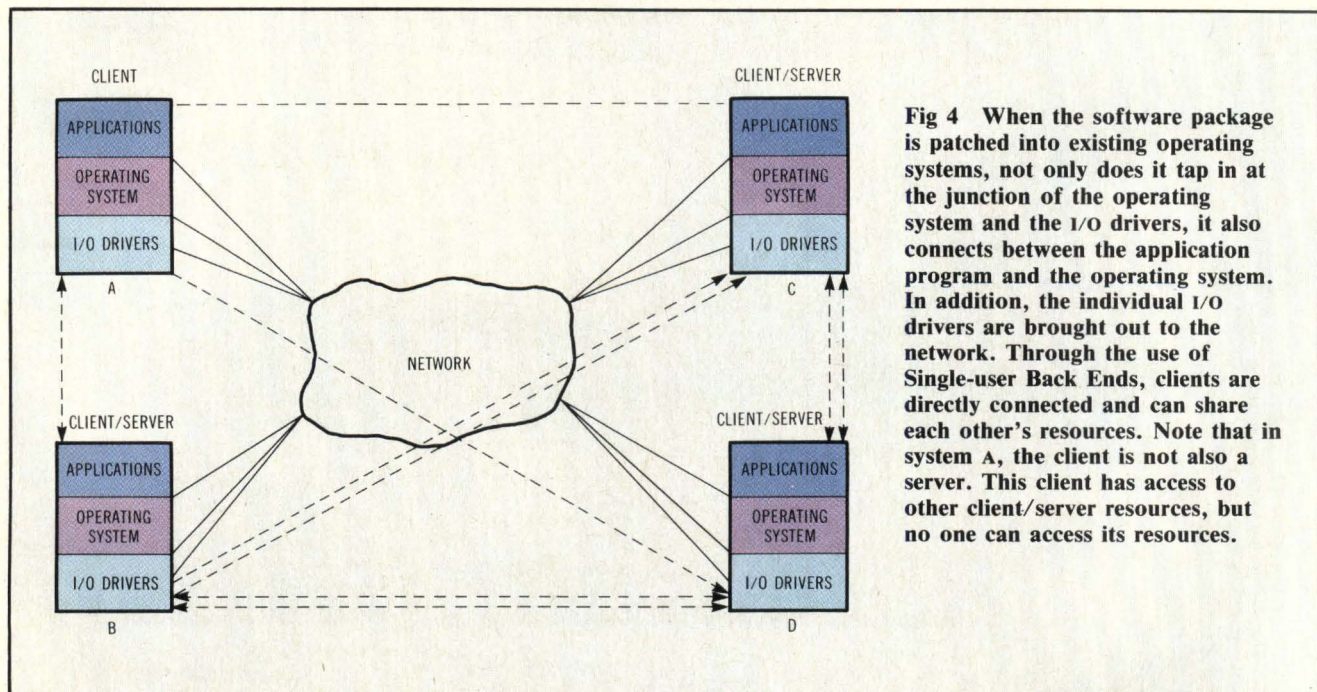 CLIENT
APPLICATIONS
OPERATING
SYSTEM
I/O DRIVERS
A
CLIENT/SERVER
APPLICATIONS
OPERATING
SYSTEM
I/O DRIVERS
B
NETWORK
CLIENT/SERVER
APPLICATIONS
OPERATING
SYSTEM
I/O DRIVERS
C
CLIENT/SERVER
APPLICATIONS
OPERATING
SYSTEM
I/O DRIVERS
D
Fig 4 When the software package
is patched into existing operating
systems, not only does it tap in at
the junction of the operating
system and the I/O drivers, it also
connects between the application
program and the operating system.
In addition, the individual I/O
drivers are brought out to the
network. Through the use of
Single-user Back Ends, clients are
directly connected and can share
each other's resources. Note that in
system A, the client is not also a
server. This client has access to
other client/server resources, but
no one can access its resources.